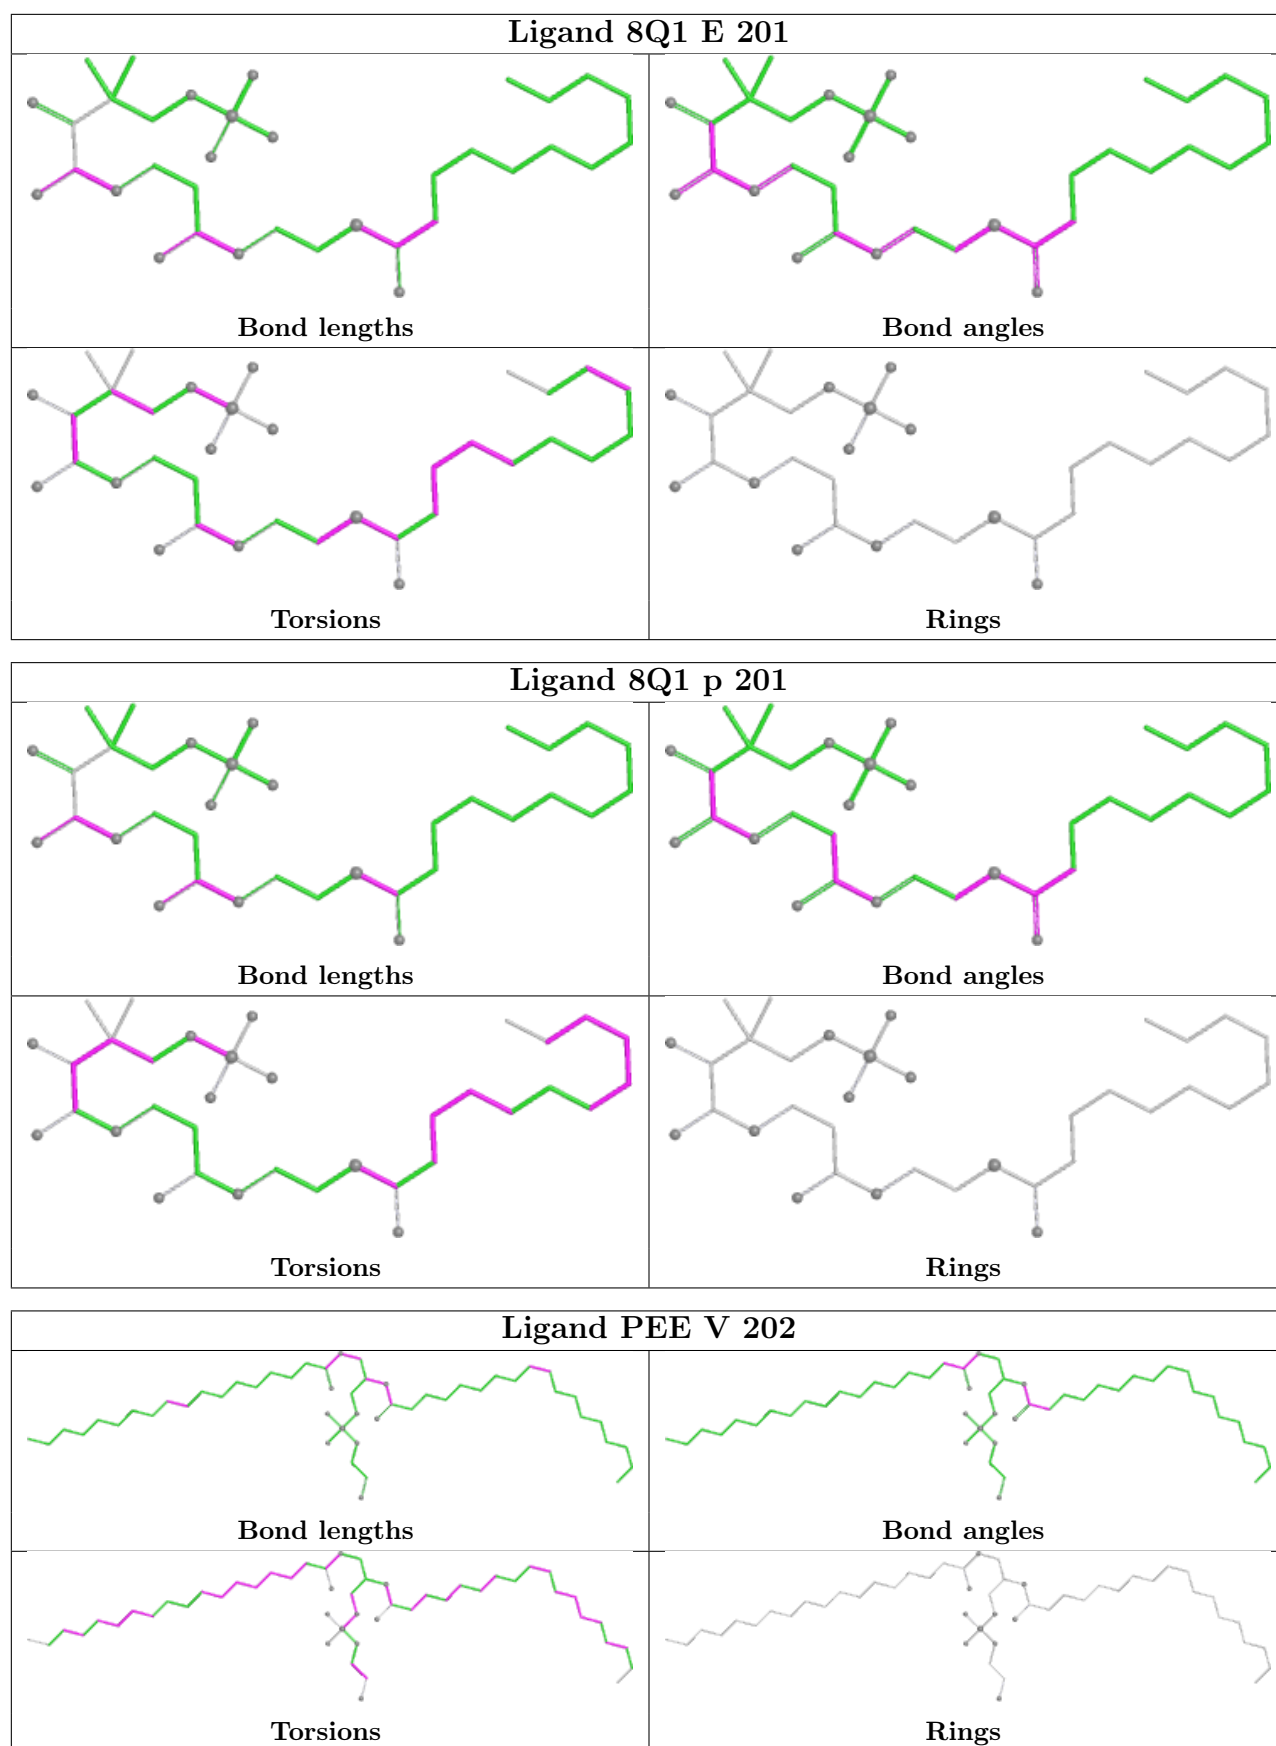 Ligand 8Q1 E 201
Bond lengths
Bond angles
Torsions
Rings
Ligand 8Q1 p 201
Bond lengths
Bond angles
Torsions
Rings
Ligand PEE V 202
Bond lengths
Bond angles
Torsions
Rings